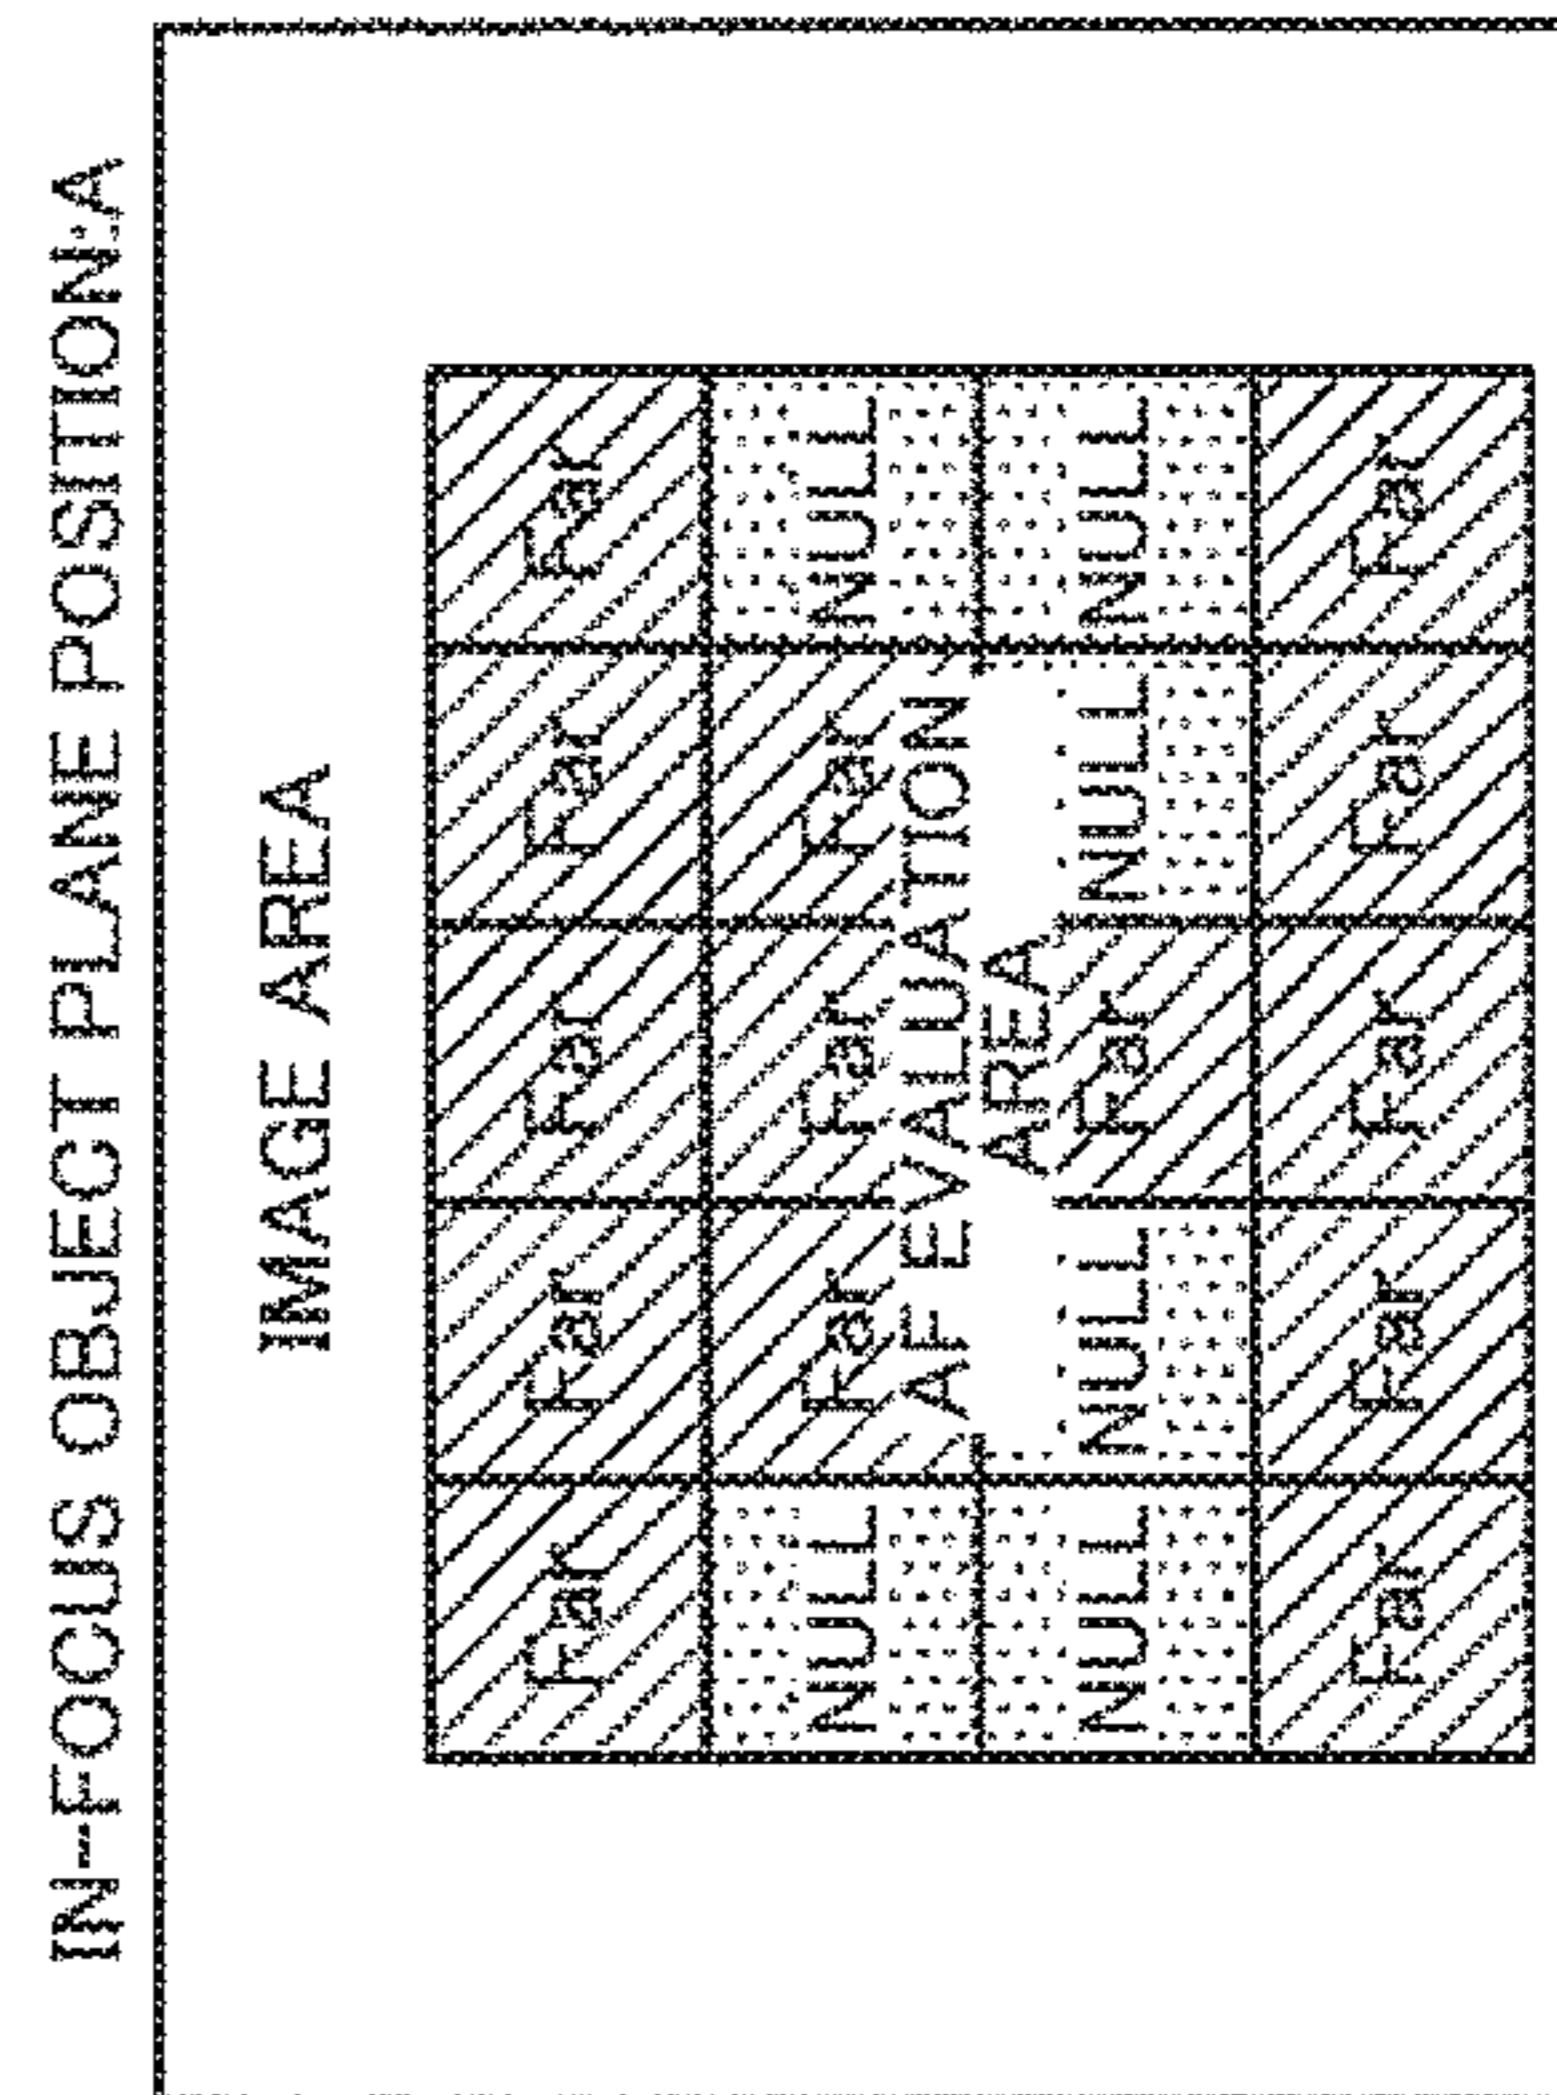 IN-FOCUS OBJECT PLANE POSITION:A
IMAGE AREA
Far Far Far Far Far
NULL Far Far Far NULL
AF EVALUATION
AREA
NULL NULL Far NULL NULL
Far Far Far Far Far